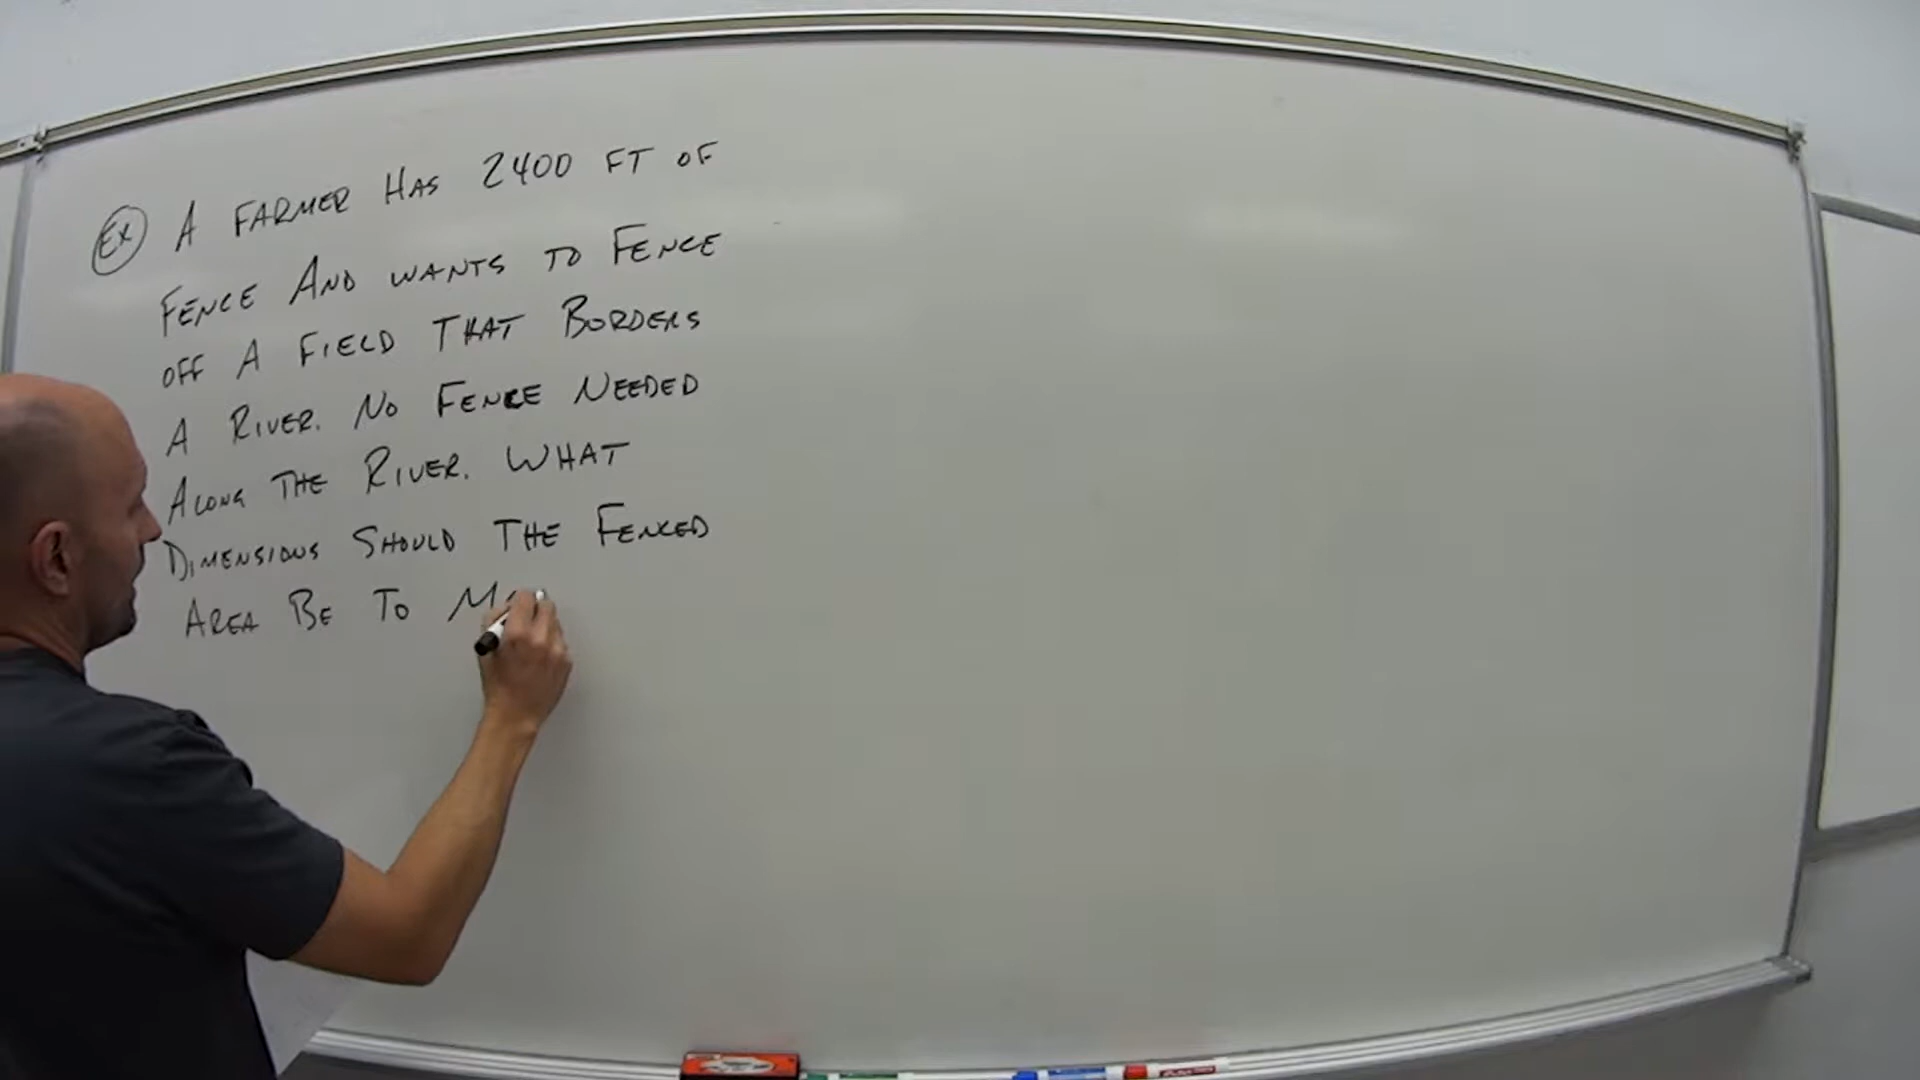 EX A FARMER HAS 2400 FT OF
FENCE AND WANTS TO FENCE
OFF A FIELD THAT BORDERS
A RIVER. NO FENCE NEEDED
ALONG THE RIVER. WHAT
DIMENSIONS SHOULD THE FENCED
AREA BE TO